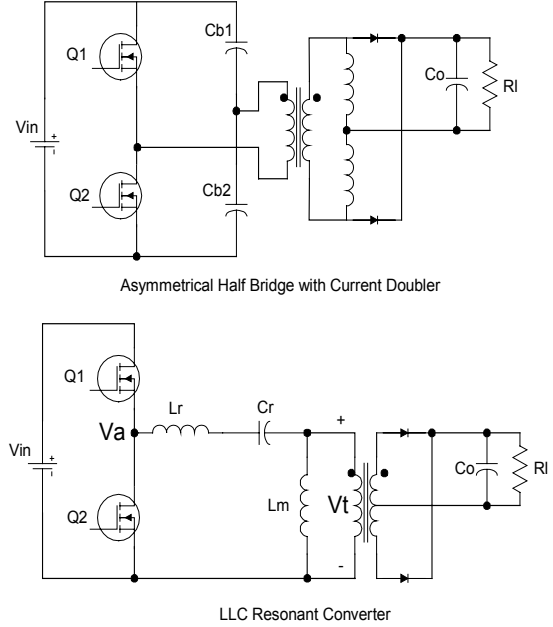 Cb1
Q1
Co
Rl
Vin
+
-
Q2
Cb2
Asymmetrical Half Bridge with Current Doubler
Q1
Lr
Cr
Va
+
Vin
+
-
Co
Rl
Q2
Lm
Vt
-
LLC Resonant Converter